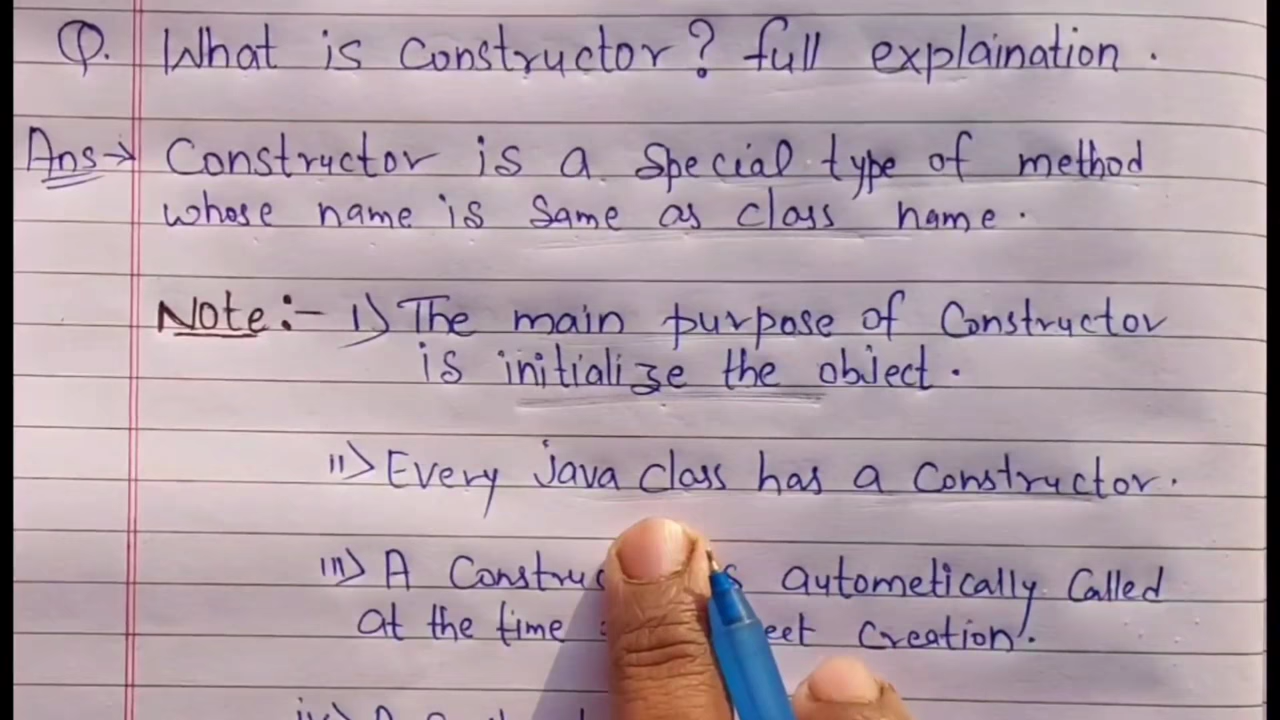 Q. What is constructor? full explaination.
Ans→ Constructor is a special type of method
whose name is same as class name.
Note:- i) The main purpose of Constructor
is initialize the object.
ii) Every java class has a constructor.
iii) A autometically called
at the time creation.
iv)